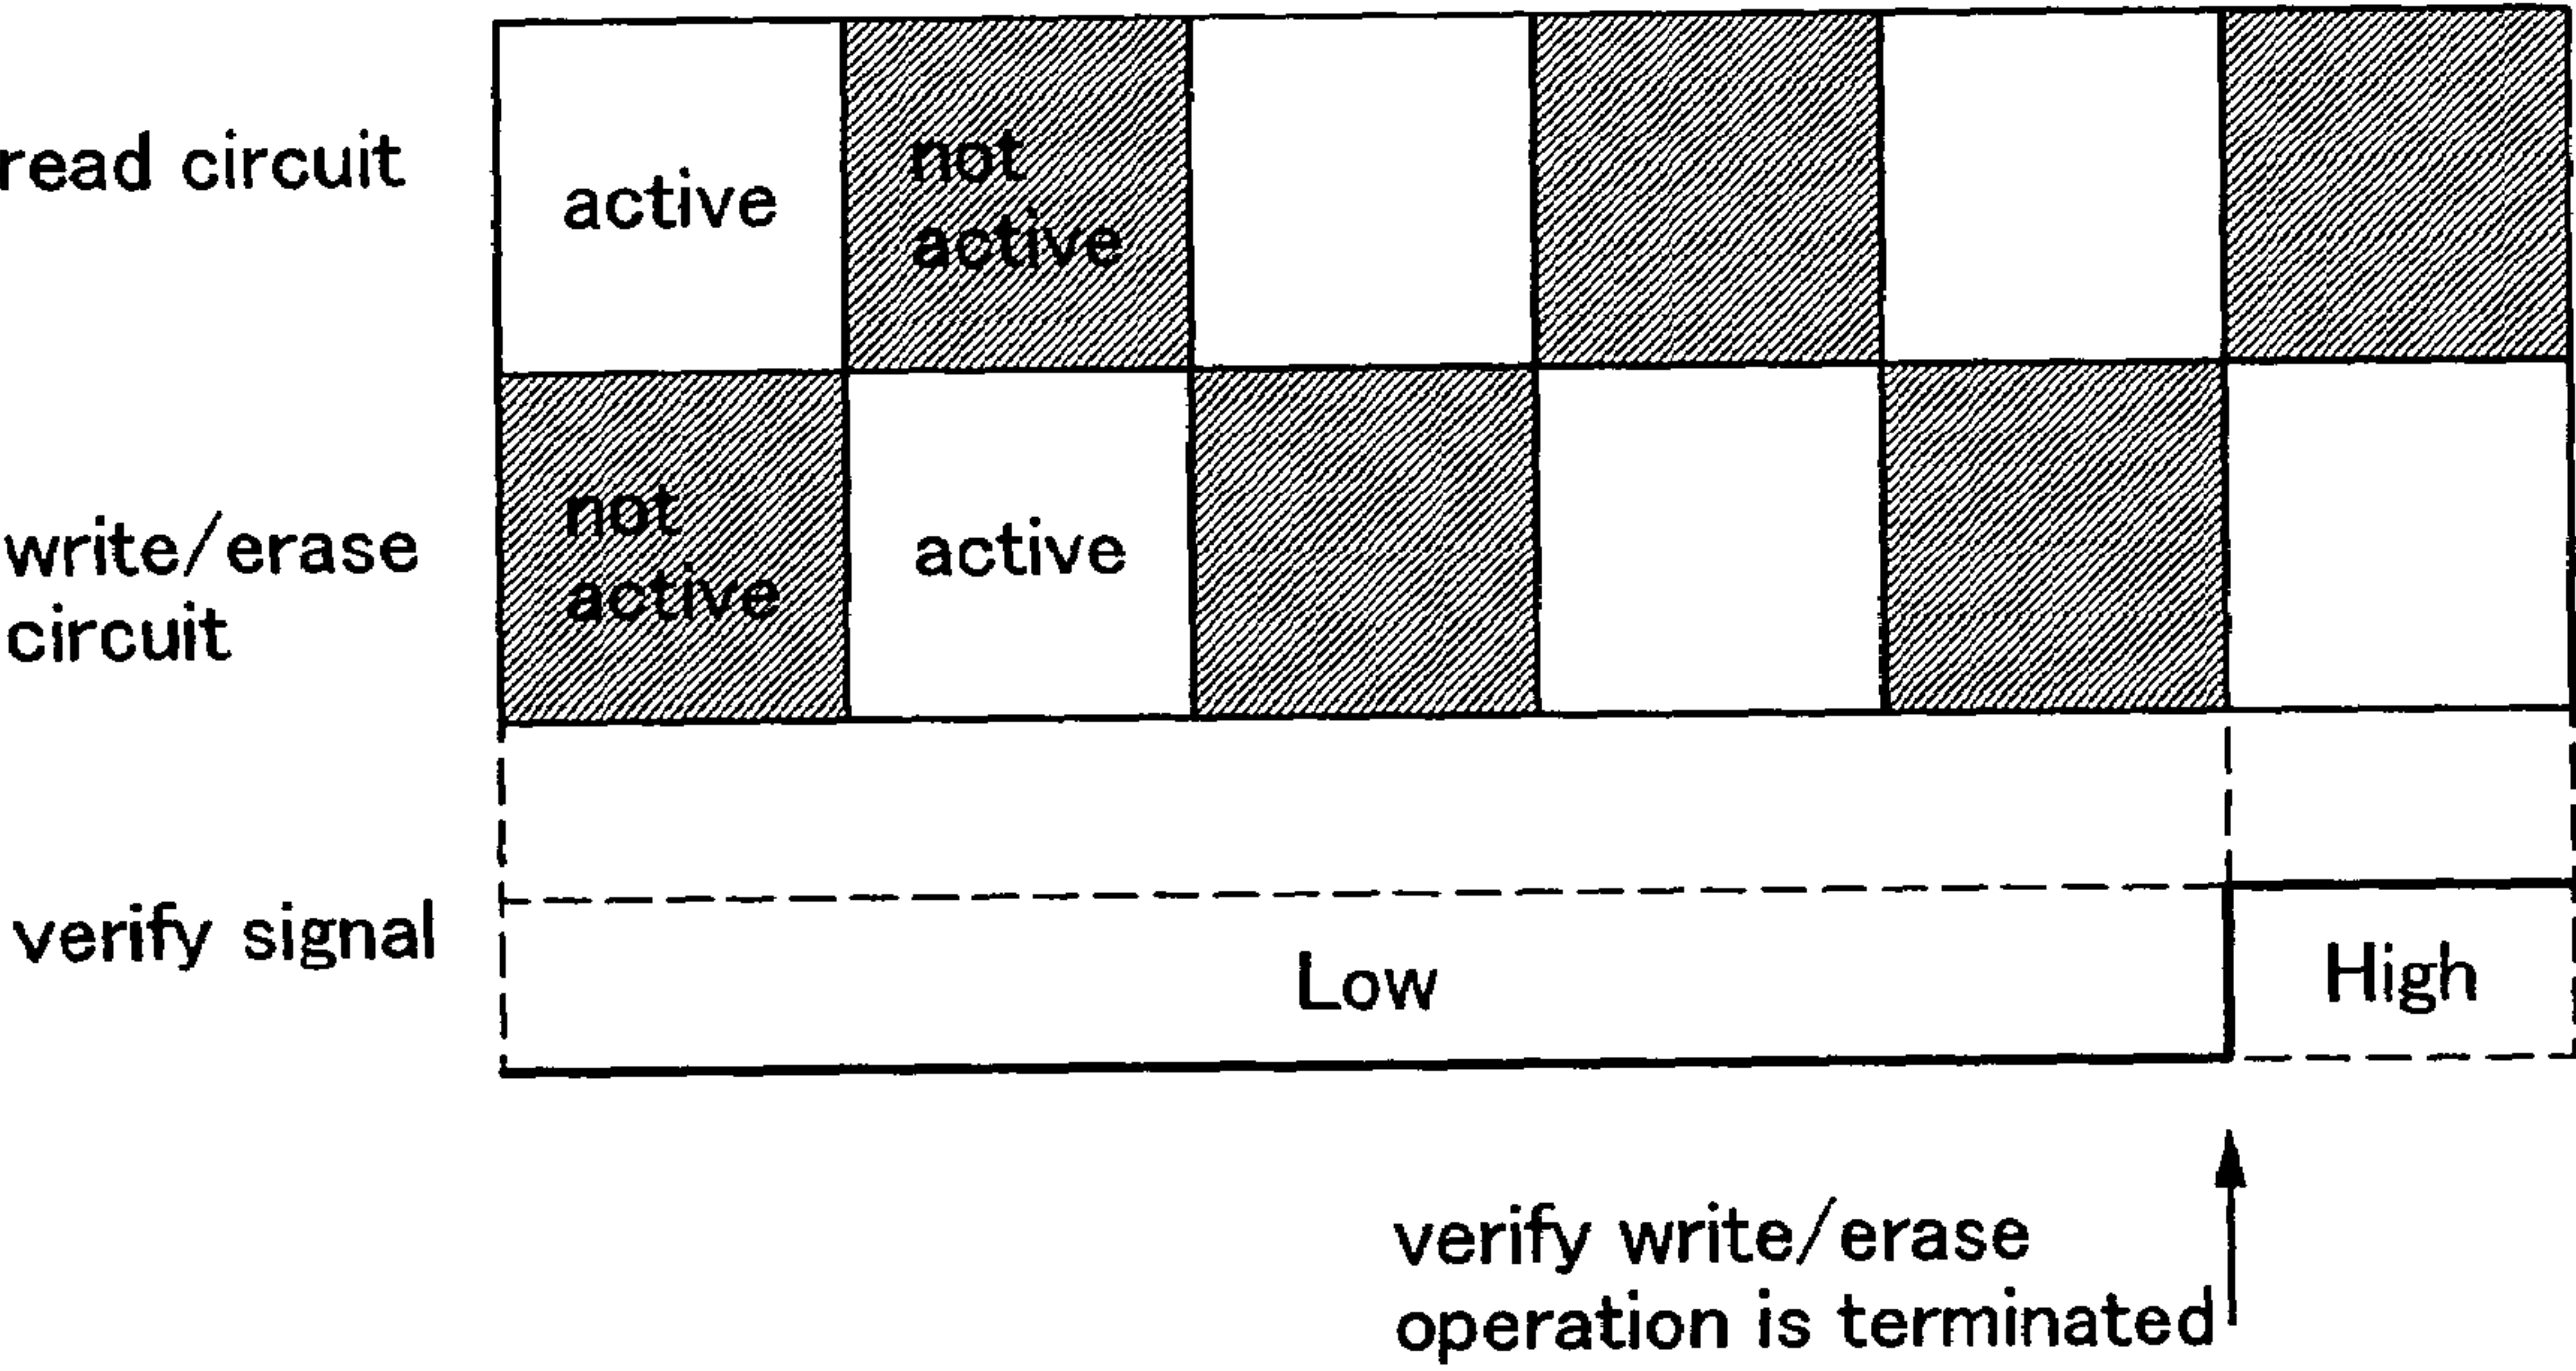 read circuit
active
not
active
write/erase
circuit
not
active
active
verify signal
Low
High
verify write/erase
operation is terminated